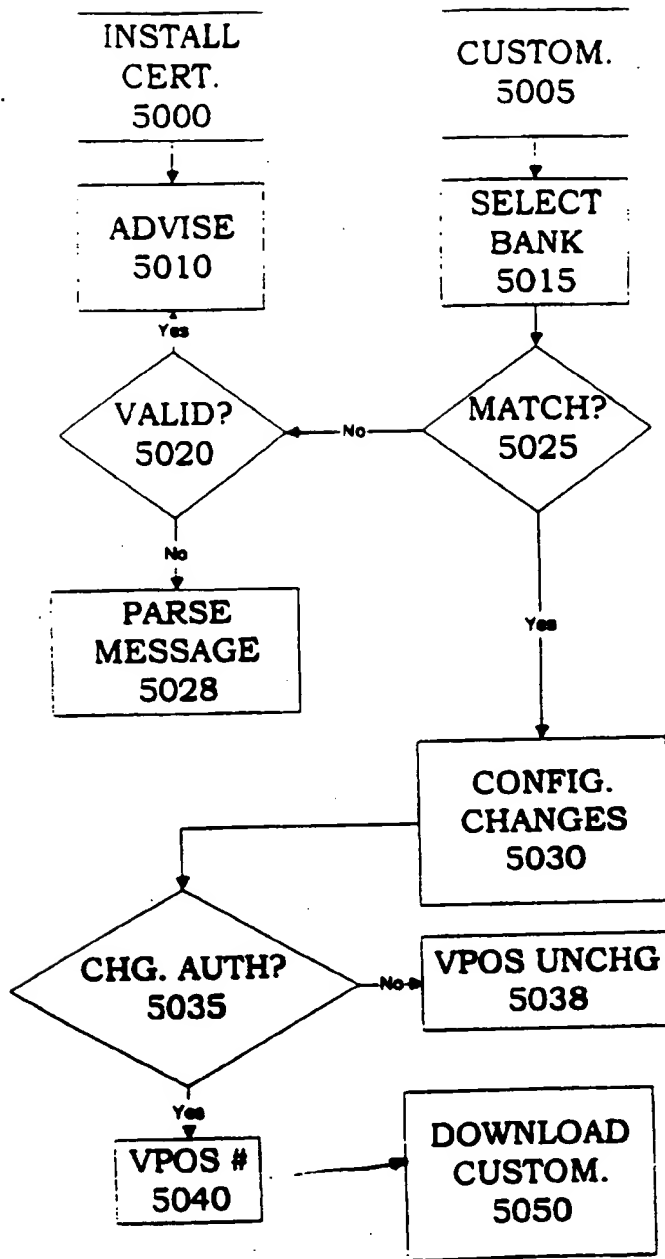 INSTALL
CERT.
5000
CUSTOM.
5005
ADVISE
5010
SELECT
BANK
5015
Yes
VALID?
5020
No
MATCH?
5025
No
PARSE
MESSAGE
5028
Yes
CONFIG.
CHANGES
5030
CHG. AUTH?
5035
No
VPOS UNCHG
5038
Yes
VPOS #
5040
DOWNLOAD
CUSTOM.
5050